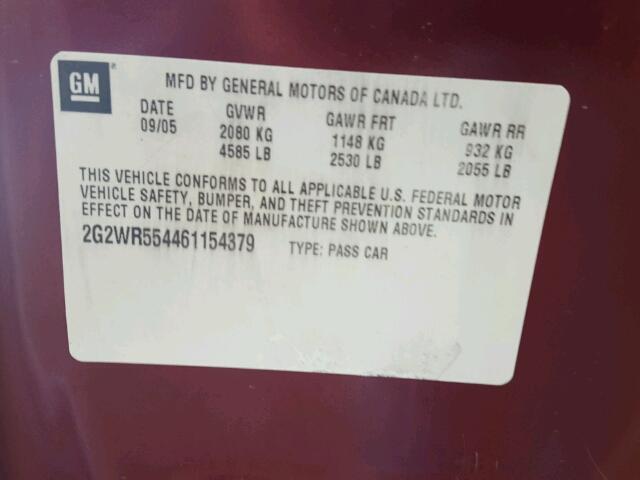 GM®
MFD BY GENERAL MOTORS OF CANADA LTD.
DATE GVWR GAWR FRT GAWR RR
09/05 2080 KG 1148 KG 932 KG
4585 LB 2530 LB 2055 LB
THIS VEHICLE CONFORMS TO ALL APPLICABLE U.S. FEDERAL MOTOR
VEHICLE SAFETY, BUMPER, AND THEFT PREVENTION STANDARDS IN
EFFECT ON THE DATE OF MANUFACTURE SHOWN ABOVE.
2G2WR554461154379 TYPE: PASS CAR